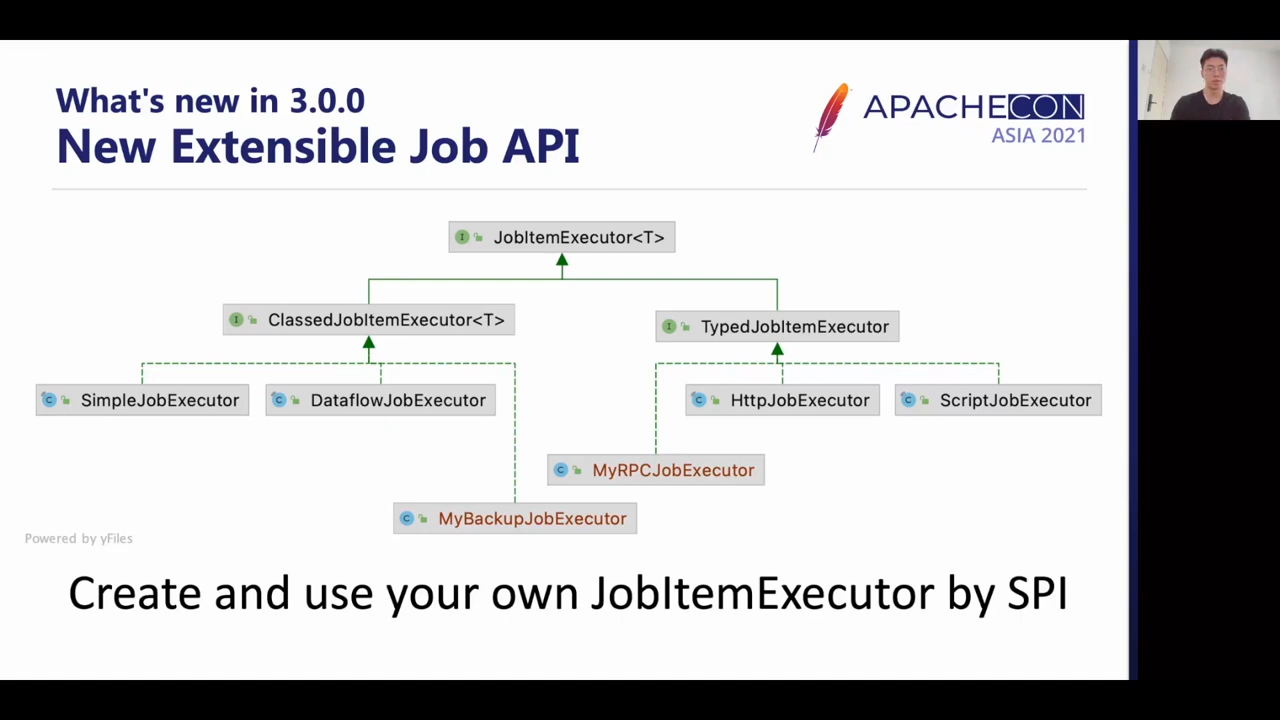 What's new in 3.0.0
New Extensible Job API
APACHECON
ASIA 2021
I JobItemExecutor<T>
I ClassedJobItemExecutor<T>
I TypedJobItemExecutor
C SimpleJobExecutor
C DataflowJobExecutor
C HttpJobExecutor
C ScriptJobExecutor
C MyRPCJobExecutor
C MyBackupJobExecutor
Powered by yFiles
Create and use your own JobItemExecutor by SPI